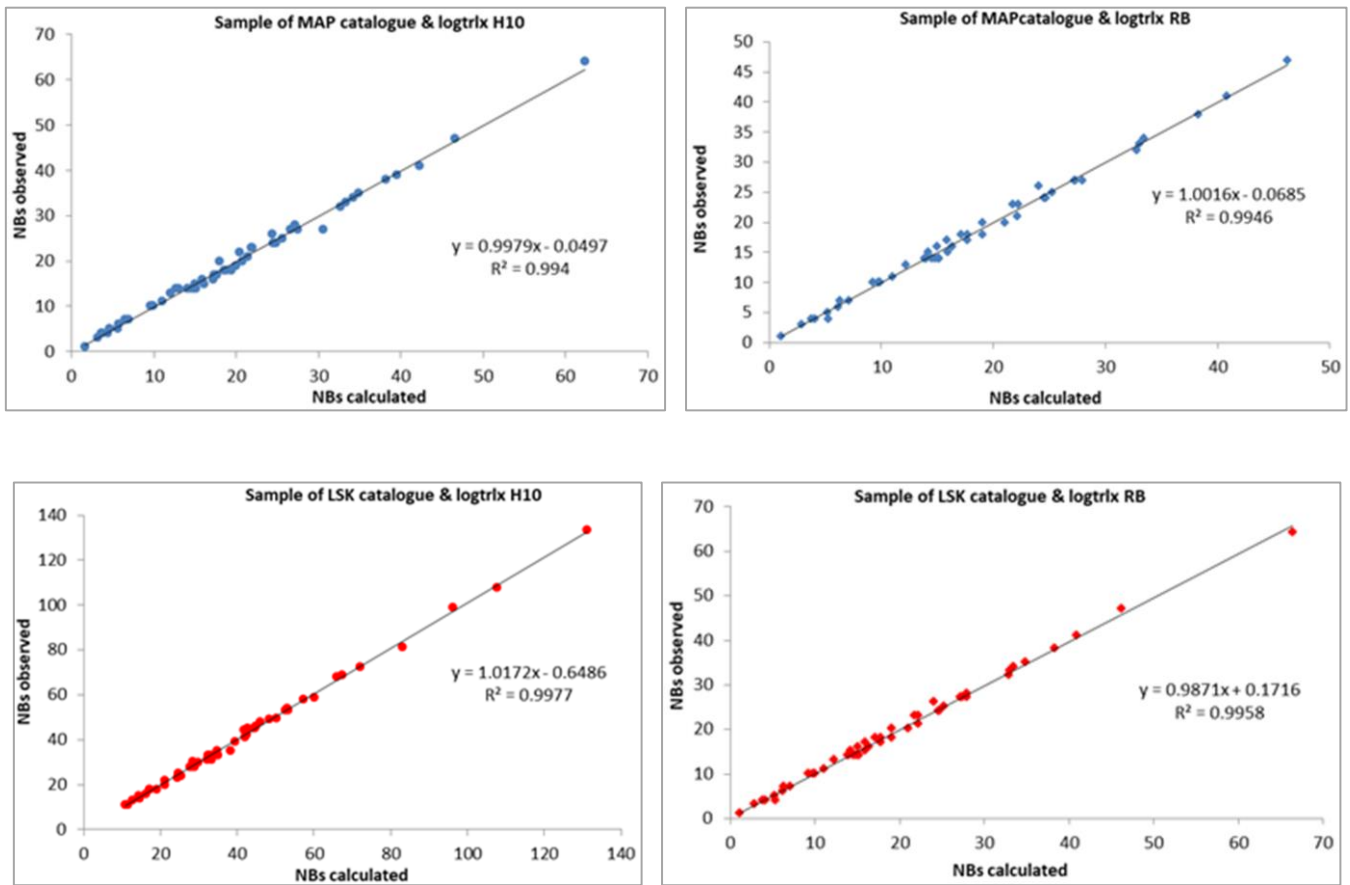 Sample of MAP catalogue & logtrlx H10
70
60
50
40
30
20
10
0
NBs observed
y = 0.9979x - 0.0497
R² = 0.994
0 10 20 30 40 50 60 70
NBs calculated
Sample of MAPcatalogue & logtrlx RB
50
45
40
35
30
25
20
15
10
5
0
NBs observed
y = 1.0016x - 0.0685
R² = 0.9946
0 10 20 30 40 50
NBs calculated
Sample of LSK catalogue & logtrlx H10
140
120
100
80
60
40
20
0
NBs observed
y = 1.0172x - 0.6486
R² = 0.9977
0 20 40 60 80 100 120 140
NBs calculated
Sample of LSK catalogue & logtrlx RB
70
60
50
40
30
20
10
0
NBs observed
y = 0.9871x + 0.1716
R² = 0.9958
0 10 20 30 40 50 60 70
NBs calculated